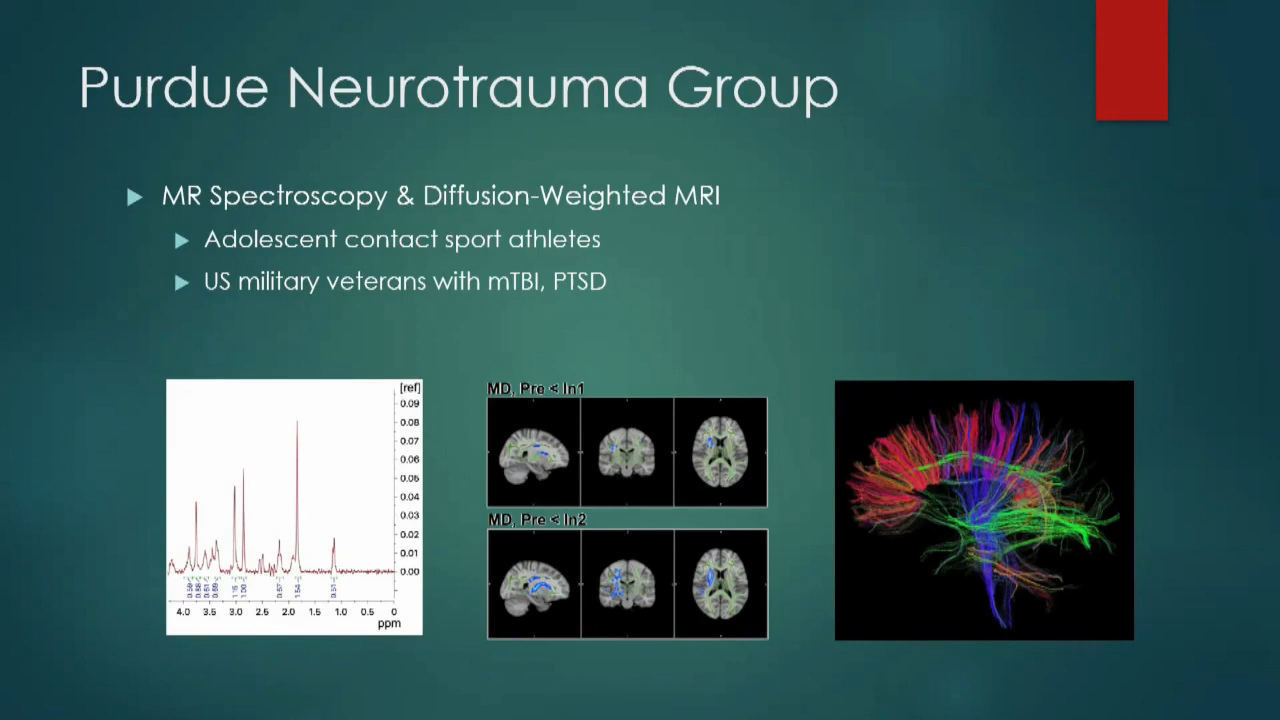 Purdue Neurotrauma Group
MR Spectroscopy & Diffusion-Weighted MRI
Adolescent contact sport athletes
US military veterans with mTBI, PTSD
[ref]
0.09
0.08
0.07
0.06
0.05
0.04
0.03
0.02
0.01
0.00
4.0 3.5 3.0 2.5 2.0 1.5 1.0 0.5 0
ppm
MD, Pre < In1
MD, Pre < In2